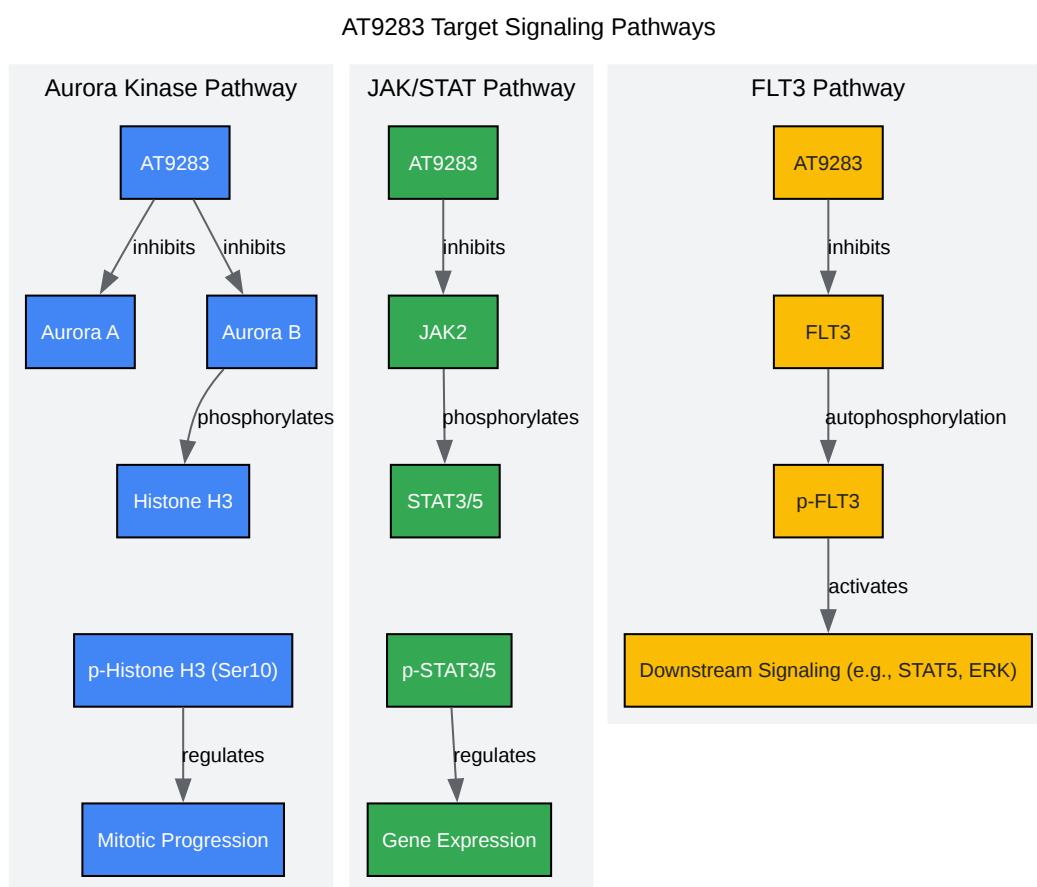 AT9283 Target Signaling Pathways
Aurora Kinase Pathway
AT9283
inhibits
inhibits
Aurora A
Aurora B
phosphorylates
Histone H3
p-Histone H3 (Ser10)
regulates
Mitotic Progression
JAK/STAT Pathway
AT9283
inhibits
JAK2
phosphorylates
STAT3/5
p-STAT3/5
regulates
Gene Expression
FLT3 Pathway
AT9283
inhibits
FLT3
autophosphorylation
p-FLT3
activates
Downstream Signaling (e.g., STAT5, ERK)